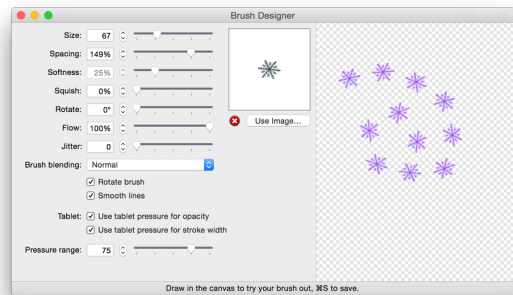 Brush Designer
Size: 67
Spacing: 149%
Softness: 25%
Squish: 0%
Rotate: 0°
Flow: 100%
Jitter: 0
Use Image...
Brush blending: Normal
Rotate brush
Smooth lines
Tablet: Use tablet pressure for opacity
Use tablet pressure for stroke width
Pressure range: 75
Draw in the canvas to try your brush out, ⌘S to save.